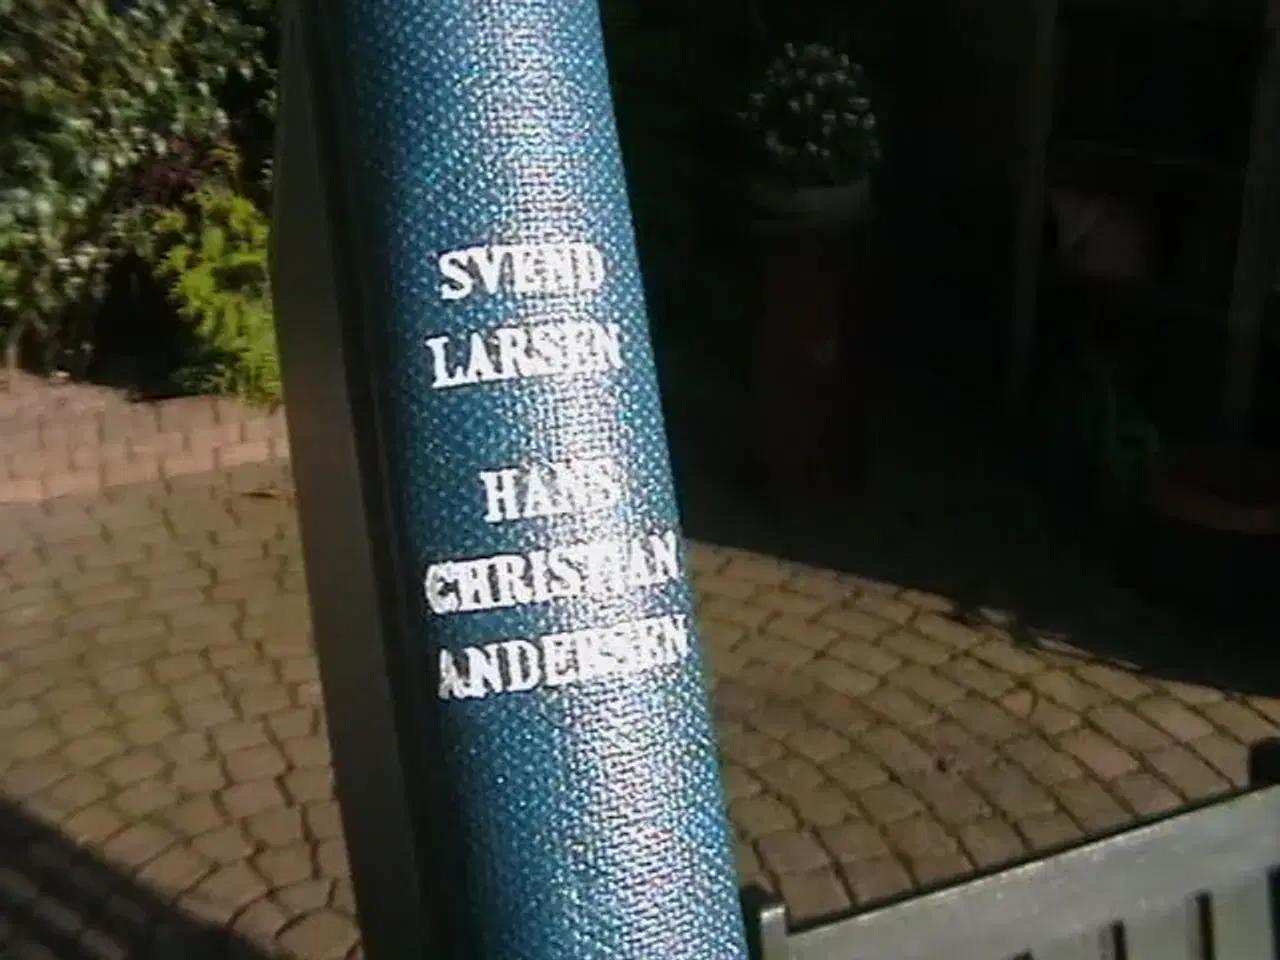 SVEND
LARSEN
HANS
CHRISTIAN
ANDERSEN